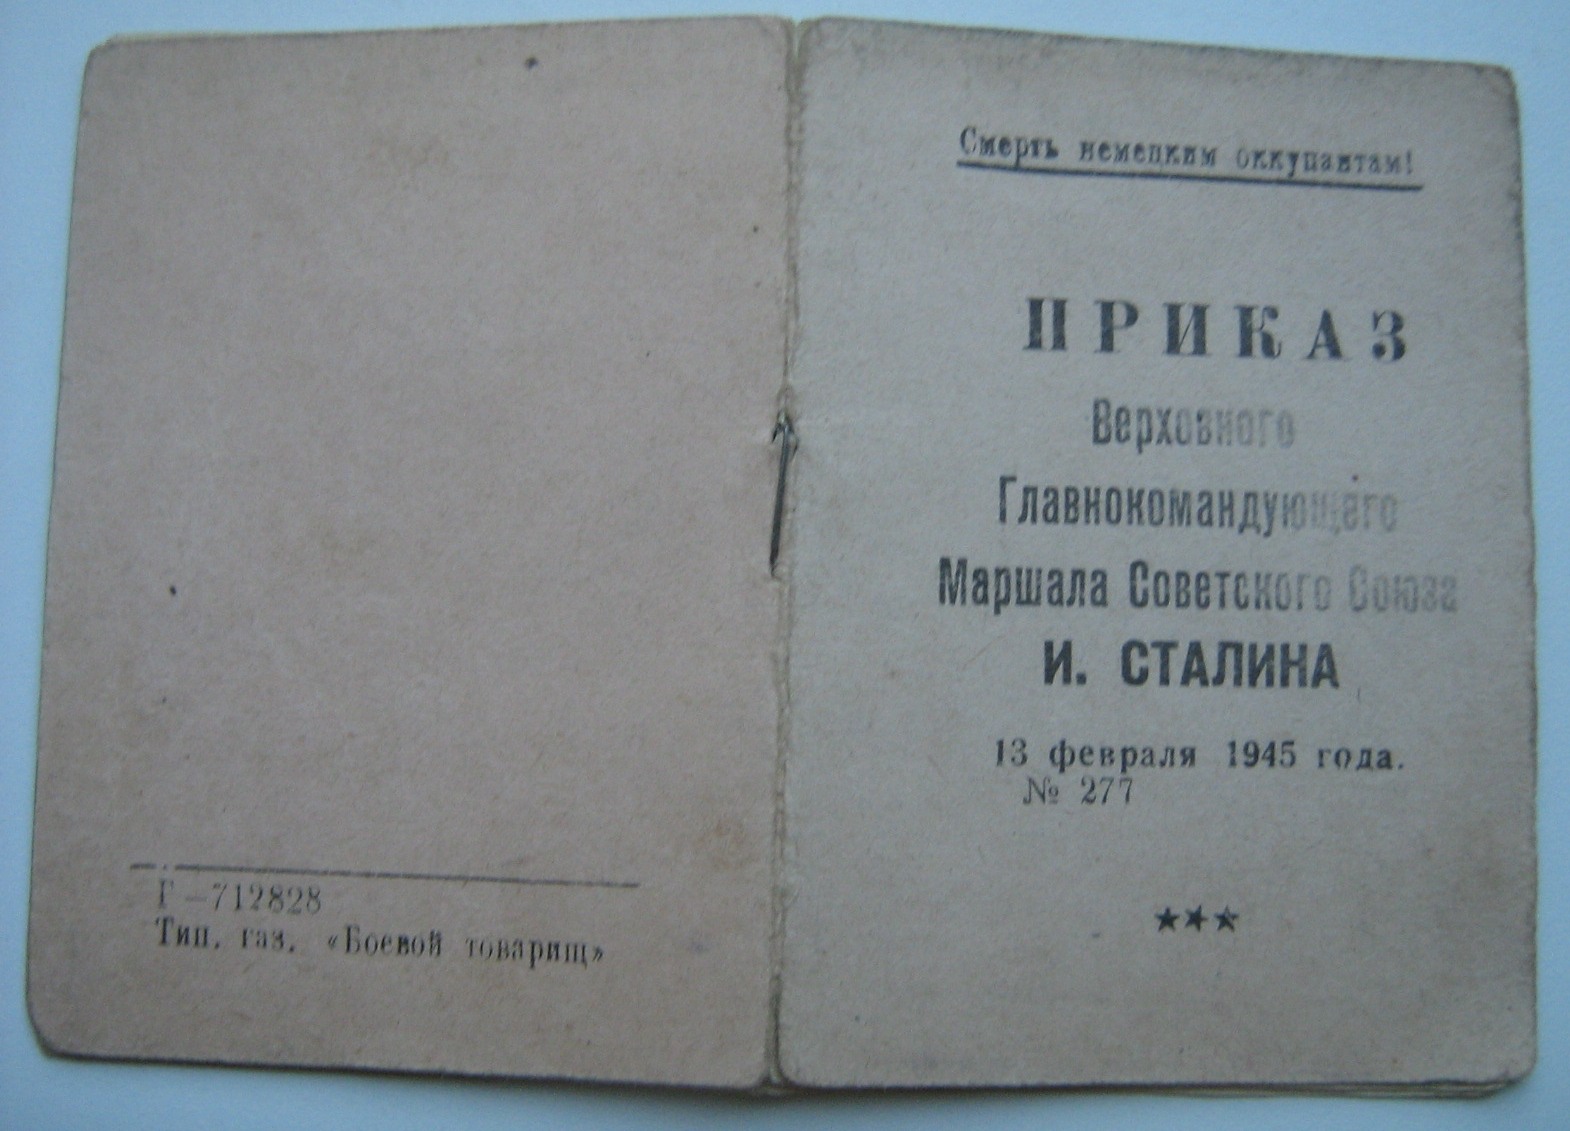 Г—712828
Тип. газ. «Боевой товарищ»
Смерть немецким оккупантам!
ПРИКАЗ
Верховного
Главнокомандующего
Маршала Советского Союза
И. СТАЛИНА
13 февраля 1945 года.
№ 277
★★★